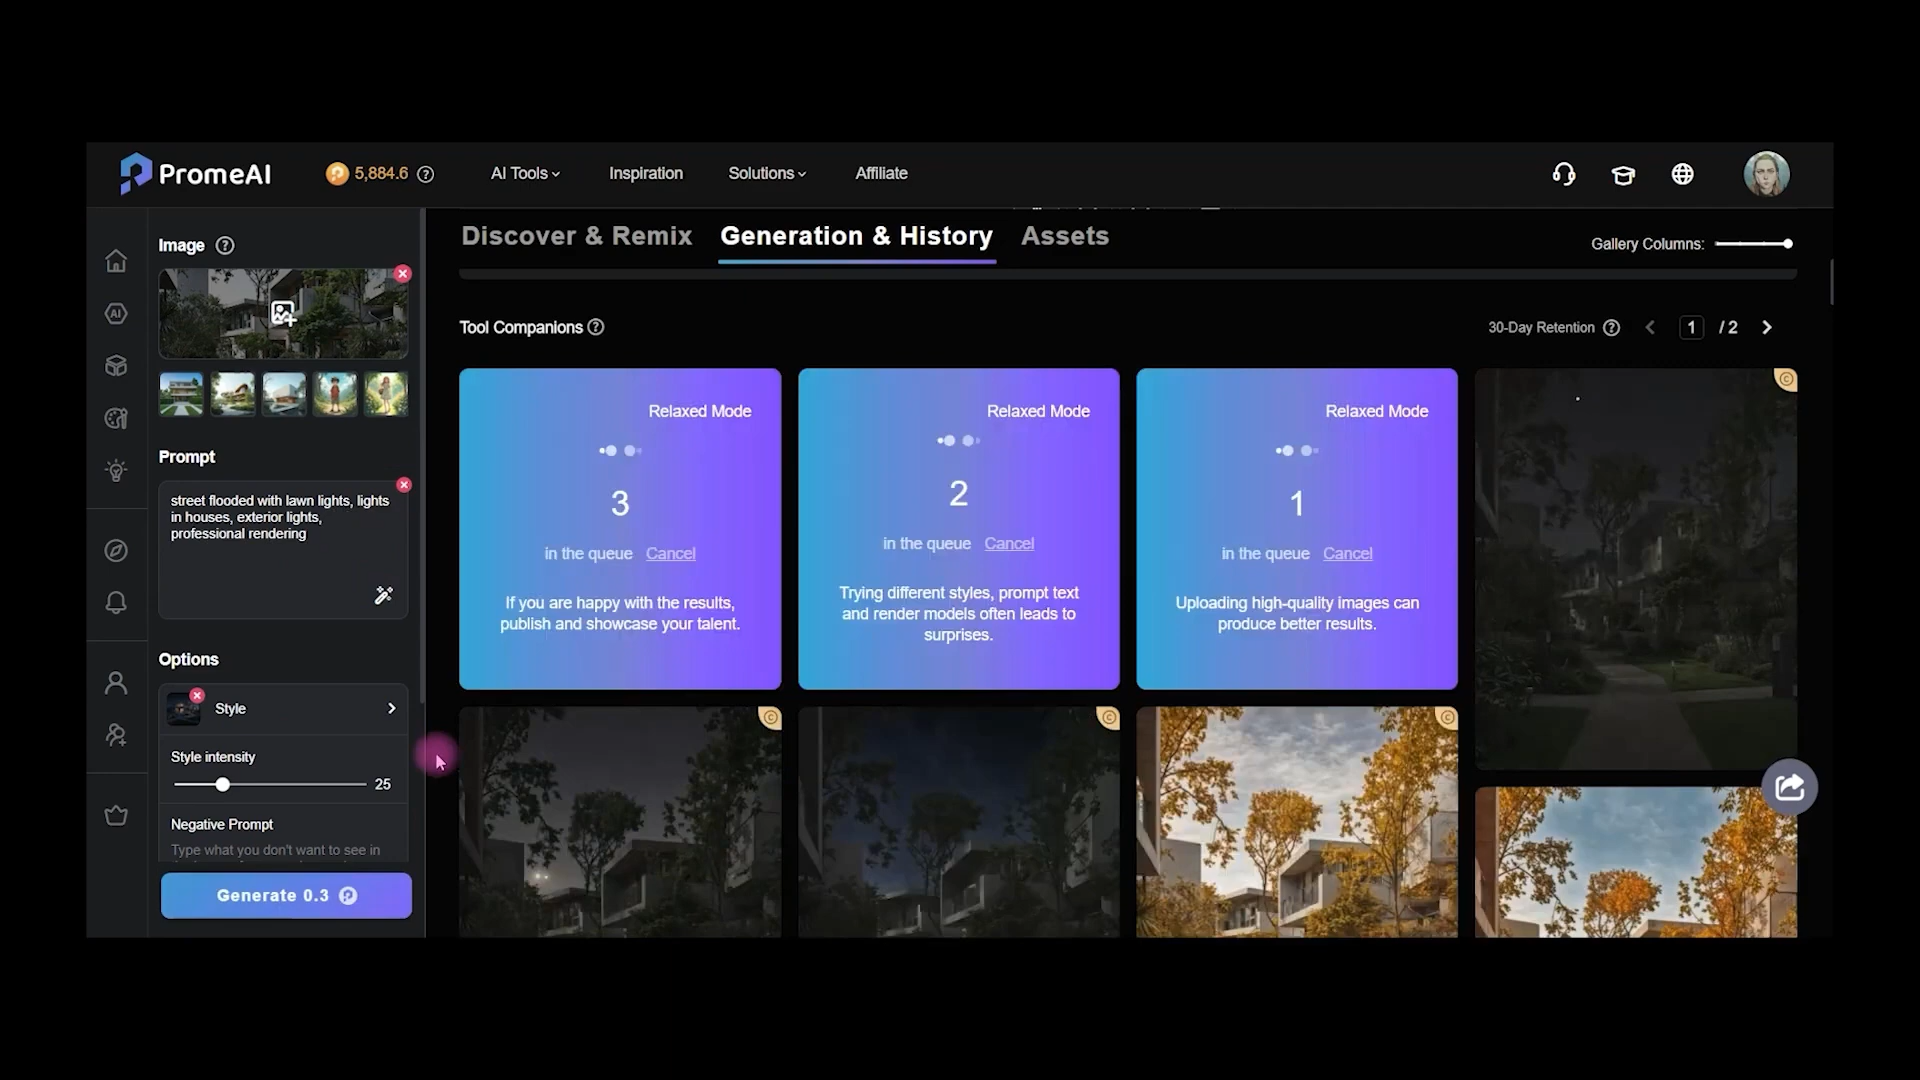 PromeAI
5,884.6
AI Tools
Inspiration
Solutions
Affiliate
Image
Prompt
street flooded with lawn lights, lights
in houses, exterior lights,
professional rendering
Options
Style
Style intensity
25
Negative Prompt
Type what you don't want to see in
Generate 0.3
Discover & Remix
Generation & History
Assets
Gallery Columns:
Tool Companions
30-Day Retention
1 / 2
Relaxed Mode
3
in the queue Cancel
If you are happy with the results,
publish and showcase your talent.
Relaxed Mode
2
in the queue Cancel
Trying different styles, prompt text
and render models often leads to
surprises.
Relaxed Mode
1
in the queue Cancel
Uploading high-quality images can
produce better results.